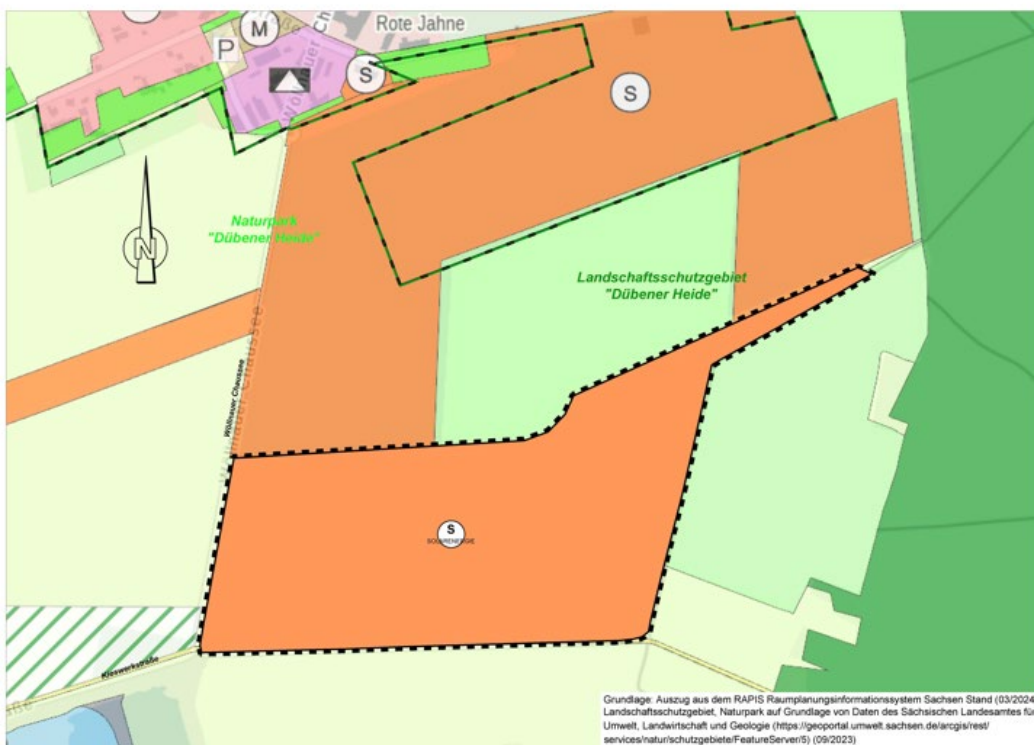 Rote Jahne
M
P
S
S
Naturpark
"Dübener Heide"
Landschaftsschutzgebiet
"Dübener Heide"
N
Wöllnauer Chaussee
S
SOLARENERGIE
Kieswerkstraße
Grundlage: Auszug aus dem RAPIS Raumplanungsinformationssystem Sachsen Stand (03/2024)
Landschaftsschutzgebiet, Naturpark auf Grundlage von Daten des Sächsischen Landesamtes für
Umwelt, Landwirtschaft und Geologie (https://geoportal.umwelt.sachsen.de/arcgis/rest/
services/natur/schutzgebiete/FeatureServer/5) (09/2023)